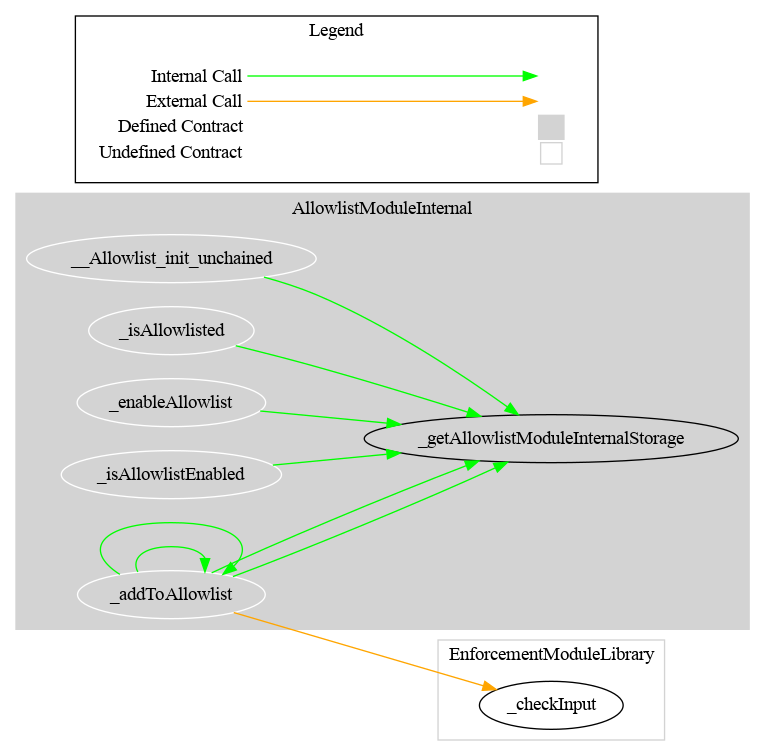 Legend
Internal Call
External Call
Defined Contract
Undefined Contract
AllowlistModuleInternal
__Allowlist_init_unchained
_isAllowlisted
_enableAllowlist
_getAllowlistModuleInternalStorage
_isAllowlistEnabled
_addToAllowlist
EnforcementModuleLibrary
_checkInput